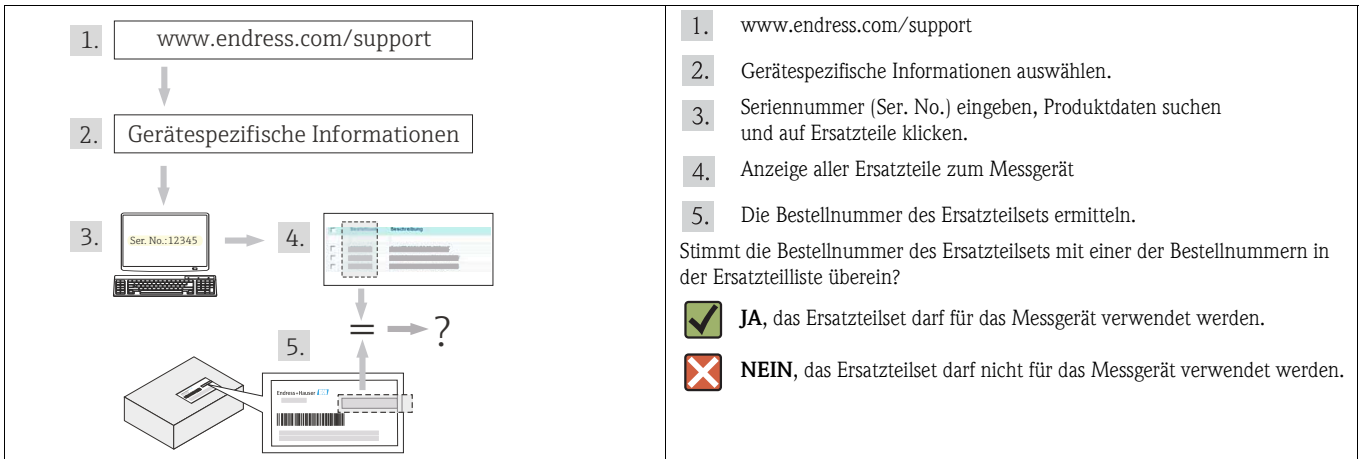 1.
www.endress.com/support
2.
Gerätespezifische Informationen
3.
Ser. No.:12345
4.
Bestellnummer Beschreibung
= ?
5.
Endress+Hauser
1. www.endress.com/support
2. Gerätespezifische Informationen auswählen.
3. Seriennummer (Ser. No.) eingeben, Produktdaten suchen
und auf Ersatzteile klicken.
4. Anzeige aller Ersatzteile zum Messgerät
5. Die Bestellnummer des Ersatzteilsets ermitteln.
Stimmt die Bestellnummer des Ersatzteilsets mit einer der Bestellnummern in
der Ersatzteilliste überein?
JA, das Ersatzteilset darf für das Messgerät verwendet werden.
NEIN, das Ersatzteilset darf nicht für das Messgerät verwendet werden.